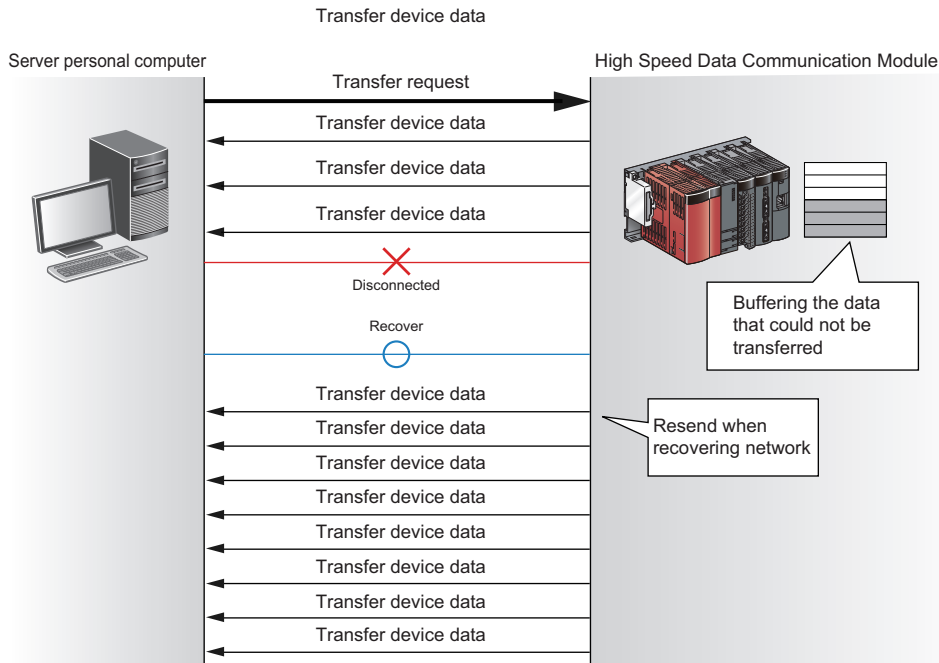 Transfer device data
Server personal computer
High Speed Data Communication Module
Transfer request
Transfer device data
Transfer device data
Transfer device data
Disconnected
Buffering the data
that could not be
transferred
Recover
Transfer device data
Resend when
recovering network
Transfer device data
Transfer device data
Transfer device data
Transfer device data
Transfer device data
Transfer device data
Transfer device data